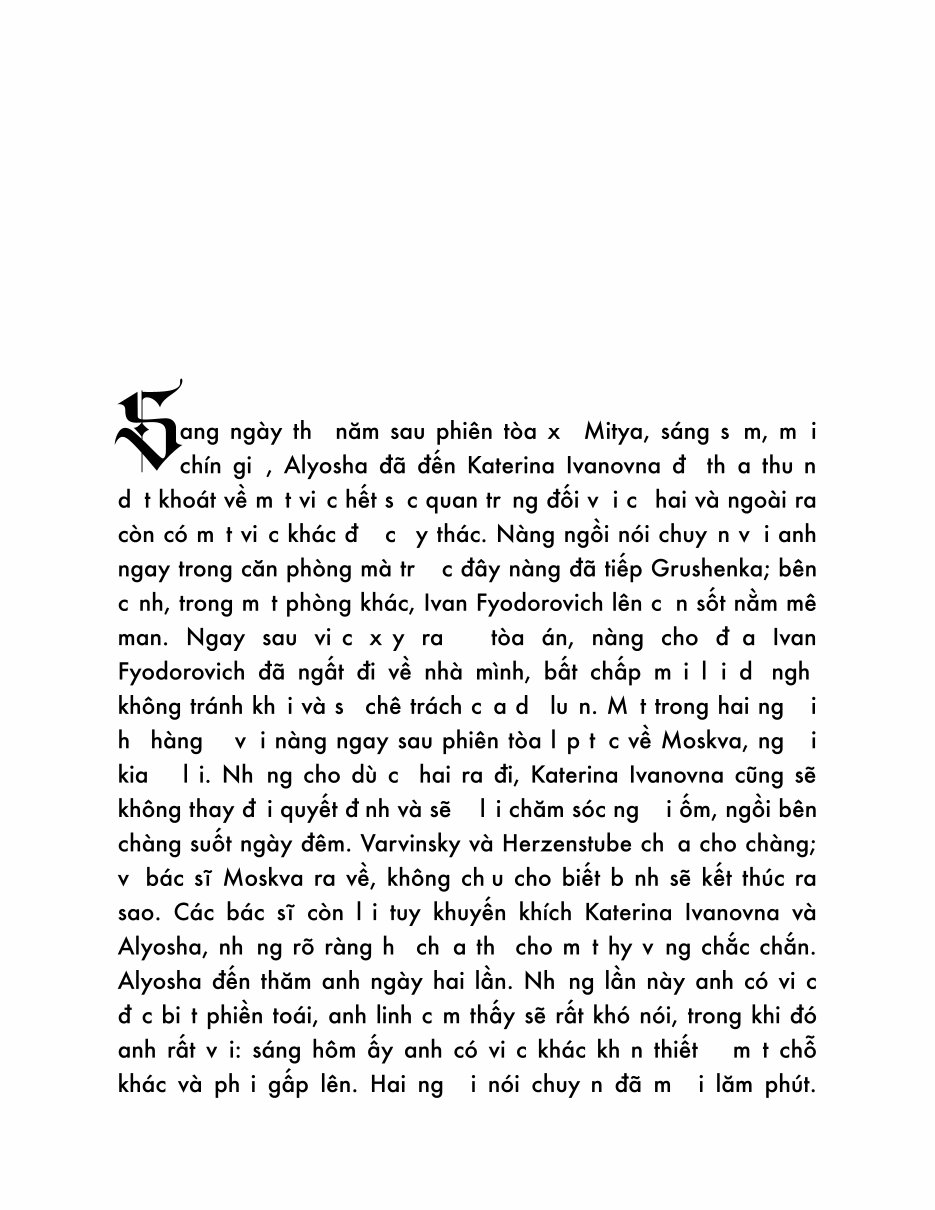 Sang ngày th năm sau phiên tòa x Mitya, sáng s m, m i
chín gi , Alyosha đã đến Katerina Ivanovna đ th a thu n
d t khoát về m t vi c hết s c quan tr ng đối v i c hai và ngoài ra
còn có m t vi c khác đ c y thác. Nàng ngồi nói chuy n v i anh
ngay trong căn phòng mà tr c đây nàng đã tiếp Grushenka; bên
c nh, trong m t phòng khác, Ivan Fyodorovich lên c n sốt nằm mê
man. Ngay sau vi c x y ra tòa án, nàng cho đ a Ivan
Fyodorovich đã ngất đi về nhà mình, bất chấp m i l i d ngh
không tránh kh i và s chê trách c a d lu n. M t trong hai ng i
h hàng v i nàng ngay sau phiên tòa l p t c về Moskva, ng i
kia l i. Nh ng cho dù c hai ra đi, Katerina Ivanovna cũng sẽ
không thay đ i quyết đ nh và sẽ l i chăm sóc ng i ốm, ngồi bên
chàng suốt ngày đêm. Varvinsky và Herzenstube ch a cho chàng;
v bác sĩ Moskva ra về, không ch u cho biết b nh sẽ kết thúc ra
sao. Các bác sĩ còn l i tuy khuyến khích Katerina Ivanovna và
Alyosha, nh ng rõ ràng h ch a th cho m t hy v ng chắc chắn.
Alyosha đến thăm anh ngày hai lần. Nh ng lần này anh có vi c
đ c bi t phiền toái, anh linh c m thấy sẽ rất khó nói, trong khi đó
anh rất v i: sáng hôm ấy anh có vi c khác kh n thiết m t chỗ
khác và ph i gấp lên. Hai ng i nói chuy n đã m i lăm phút.